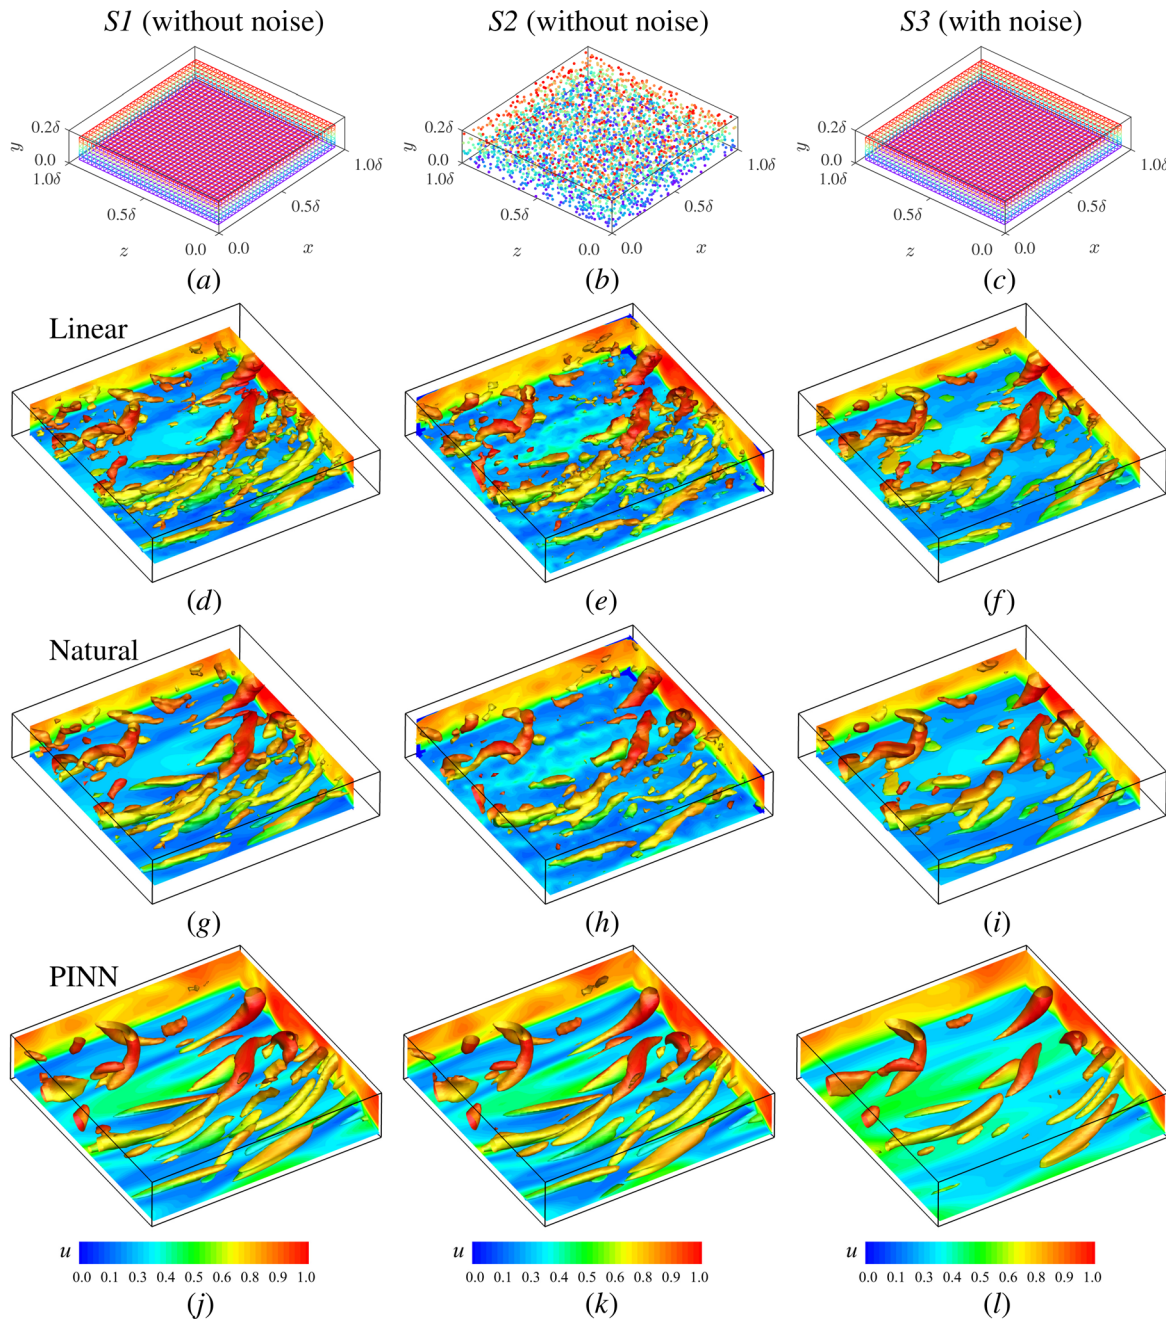 S1 (without noise)
S2 (without noise)
S3 (with noise)
y
0.2δ
0.0
1.0δ
0.5δ
z
0.0
0.0
x
0.5δ
1.0δ
(a)
y
0.2δ
0.0
1.0δ
0.5δ
z
0.0
0.0
x
0.5δ
1.0δ
(b)
y
0.2δ
0.0
1.0δ
0.5δ
z
0.0
0.0
x
0.5δ
1.0δ
(c)
Linear
(d)
(e)
(f)
Natural
(g)
(h)
(i)
PINN
u
0.0 0.1 0.3 0.4 0.5 0.6 0.8 0.9 1.0
(j)
u
0.0 0.1 0.3 0.4 0.5 0.6 0.8 0.9 1.0
(k)
u
0.0 0.1 0.3 0.4 0.5 0.6 0.8 0.9 1.0
(l)